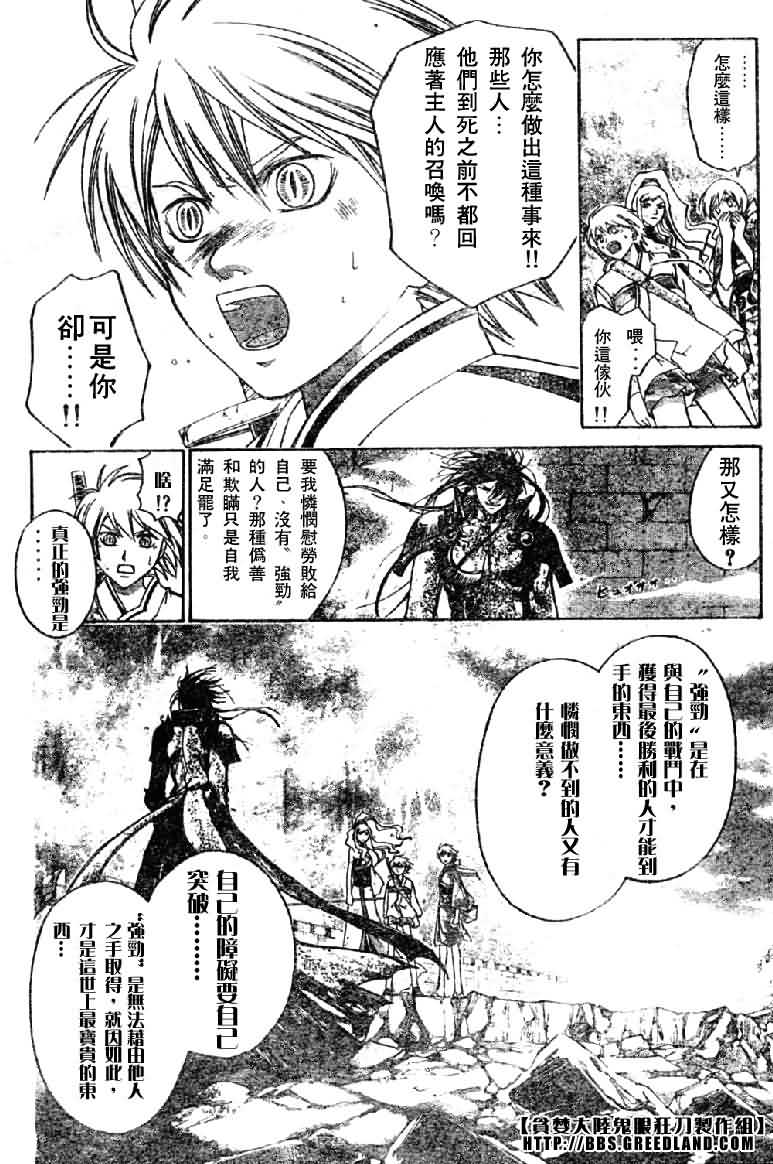 ……
怎麼這樣
……
喂…
你這傢伙!!
你怎麼做出這種事來!!
那些人…
他們到死之前不都回
應著主人的召喚嗎?
可是你
卻……!!
那又怎樣?
ビュオオオ
要我憐憫慰勞敗給
自己、沒有〝強勁〞
的人?那種偽善
和欺瞞只是自我
滿足罷了。
啥!?
真正的強勁是
……
〝強勁〞是在
與自己的戰鬥中,
獲得最後勝利的人才能到
手的東西……
憐憫做不到的人又有
什麼意義?
自己的障礙要自己
突破………
〝強勁〞是無法藉由他人
之手取得,就因如此,
才是這世上最寶貴的東
西…
【貪婪大陸鬼眼狂刀製作組】
HTTP://BBS.GREEDLAND.COM